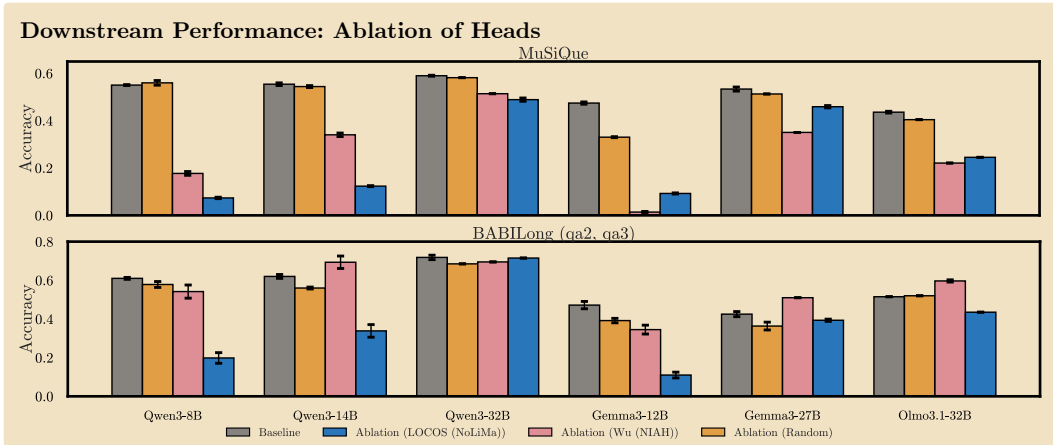 Downstream Performance: Ablation of Heads
MuSiQue
Accuracy
0.6
0.4
0.2
0.0
BABILong (qa2, qa3)
Accuracy
0.8
0.6
0.4
0.2
0.0
Qwen3-8B Qwen3-14B Qwen3-32B Gemma3-12B Gemma3-27B Olmo3.1-32B
Baseline Ablation (LOCOS (NoLiMa)) Ablation (Wu (NIAH)) Ablation (Random)